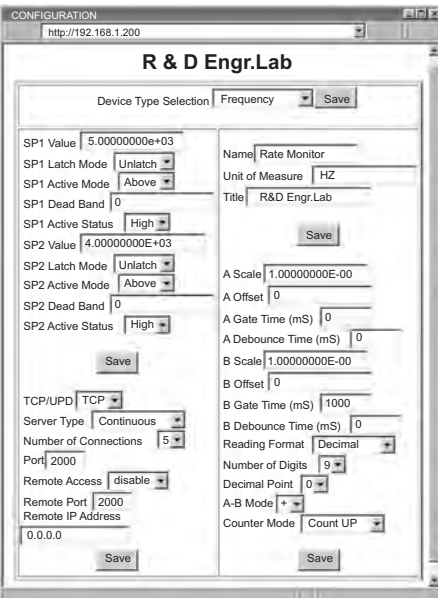 CONFIGURATION
http://192.168.1.200
R & D Engr.Lab
Device Type Selection Frequency Save
SP1 Value 5.00000000e+03
SP1 Latch Mode Unlatch
SP1 Active Mode Above
SP1 Dead Band 0
SP1 Active Status High
SP2 Value 4.00000000E+03
SP2 Latch Mode Unlatch
SP2 Active Mode Above
SP2 Dead Band 0
SP2 Active Status High
Save
TCP/UPD TCP
Server Type Continuous
Number of Connections 5
Port 2000
Remote Access disable
Remote Port 2000
Remote IP Address
0.0.0.0
Save
Name Rate Monitor
Unit of Measure HZ
Title R&D Engr.Lab
Save
A Scale 1.00000000E-00
A Offset 0
A Gate Time (mS) 0
A Debounce Time (mS) 0
B Scale 1.00000000E-00
B Offset 0
B Gate Time (mS) 1000
B Debounce Time (mS) 0
Reading Format Decimal
Number of Digits 9
Decimal Point 0
A-B Mode +
Counter Mode Count UP
Save